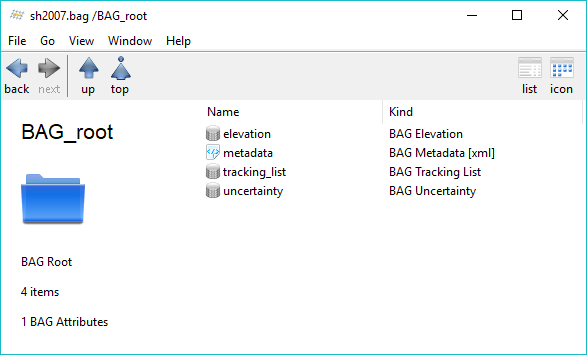 sh2007.bag /BAG_root
File Go View Window Help
back next up top list icon
Name Kind
BAG_root
elevation BAG Elevation
metadata BAG Metadata [xml]
tracking_list BAG Tracking List
uncertainty BAG Uncertainty
BAG Root
4 items
1 BAG Attributes